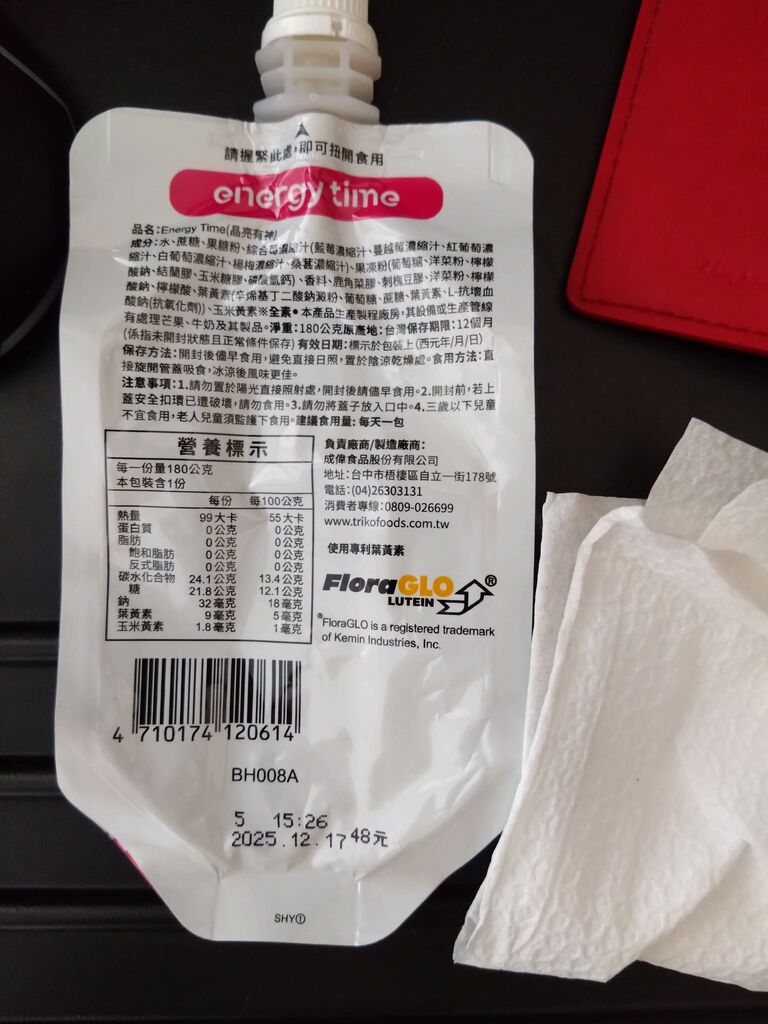 請握緊此處,即可扭開食用
energy time
品名:Energy Time(晶亮有神)
成分:水、蔗糖、果糖粉、綜合莓濃縮汁(藍莓濃縮汁、蔓越莓濃縮汁、紅葡萄濃
縮汁、白葡萄濃縮汁、楊梅濃縮汁、桑葚濃縮汁)、果凍粉(葡萄糖、洋菜粉、檸檬
酸鈉、結蘭膠、玉米糖膠、磷酸氫鈣)、香料、鹿角菜膠、刺槐豆膠、洋菜粉、檸檬
酸鈉、檸檬酸、葉黃素(辛烯基丁二酸鈉澱粉、葡萄糖、蔗糖、葉黃素、L-抗壞血
酸鈉(抗氧化劑))、玉米黃素※全素● 本產品生產製程廠房,其設備或生產管線
有處理芒果、牛奶及其製品。淨重:180公克原產地:台灣保存期限:12個月
(係指未開封狀態且正常條件保存) 有效日期:標示於包裝上(西元年/月/日)
保存方法:開封後儘早食用,避免直接日照,置於陰涼乾燥處。食用方法:直
接旋開管蓋吸食,冰涼後風味更佳。
注意事項:1.請勿置於陽光直接照射處,開封後請儘早食用。2.開封前,若上
蓋安全扣環已遭破壞,請勿食用。3.請勿將蓋子放入口中。4.三歲以下兒童
不宜食用,老人兒童須監護下食用。建議食用量:每天一包
營養標示
每一份量180公克
本包裝含1份
每份 每100公克
熱量 99大卡 55大卡
蛋白質 0公克 0公克
脂肪 0公克 0公克
飽和脂肪 0公克 0公克
反式脂肪 0公克 0公克
碳水化合物 24.1公克 13.4公克
糖 21.8公克 12.1公克
鈉 32毫克 18毫克
葉黃素 9毫克 5毫克
玉米黃素 1.8毫克 1毫克
負責廠商/製造廠商:
成偉食品股份有限公司
地址:台中市梧棲區自立一街178號
電話:(04)26303131
消費者專線:0809-026699
www.trikofoods.com.tw
使用專利葉黃素
FloraGLO®
LUTEIN
®FloraGLO is a registered trademark
of Kemin Industries, Inc.
4 710174 120614
BH008A
5 15:26
2025.12.17 48元
SHY①